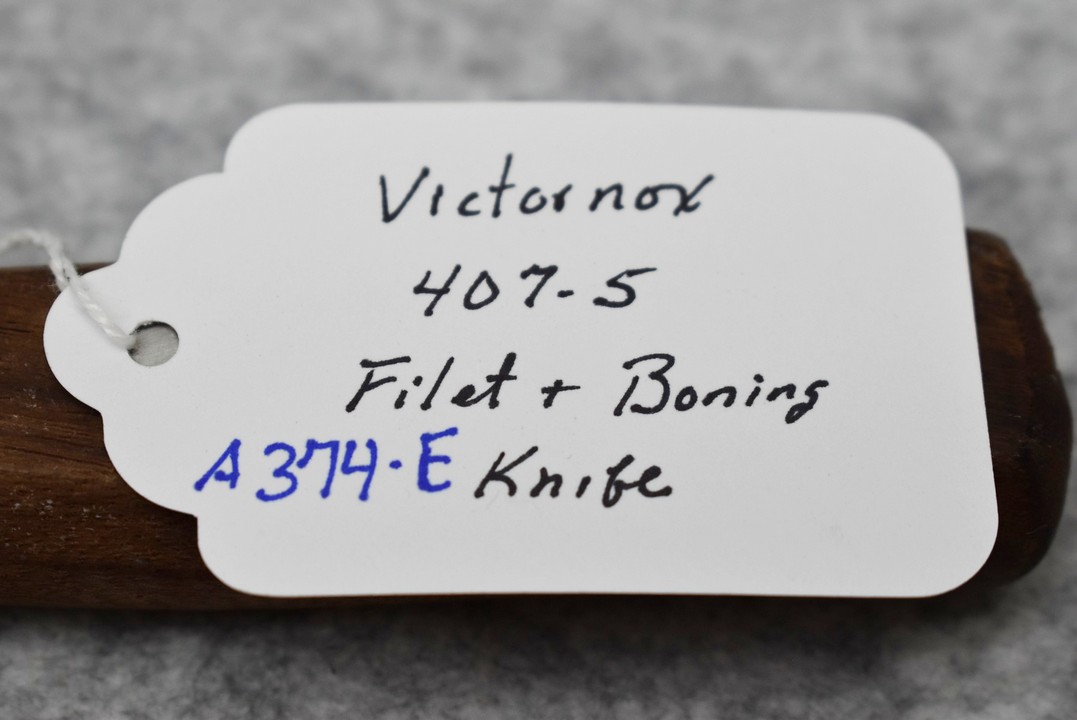 Victornox
407-5
Filet + Boning
A374-E Knife